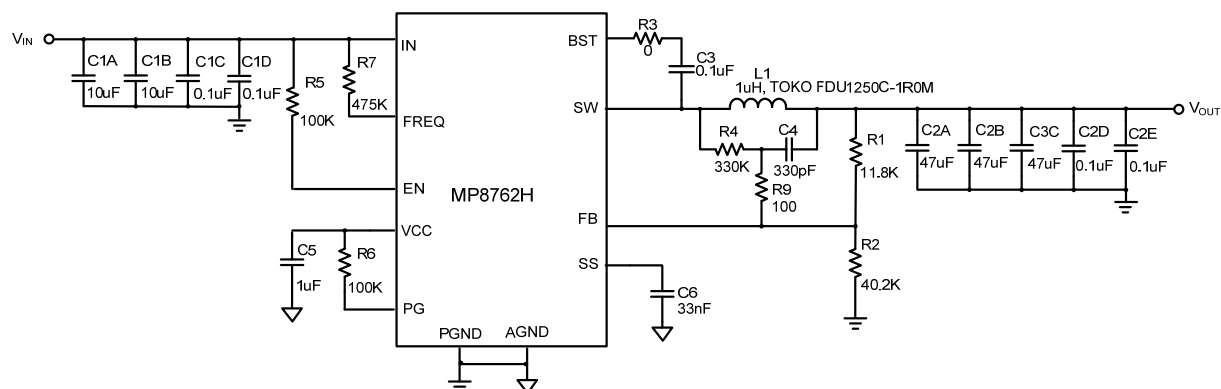 VIN
C1A
10uF
C1B
10uF
C1C
0.1uF
C1D
0.1uF
R5
100K
R7
475K
IN
FREQ
EN
VCC
PG
C5
1uF
R6
100K
MP8762H
PGND
AGND
BST
SW
FB
SS
R3
0
C3
0.1uF
L1
1uH, TOKO FDU1250C-1R0M
R4
330K
C4
330pF
R9
100
R1
11.8K
R2
40.2K
C6
33nF
C2A
47uF
C2B
47uF
C3C
47uF
C2D
0.1uF
C2E
0.1uF
VOUT